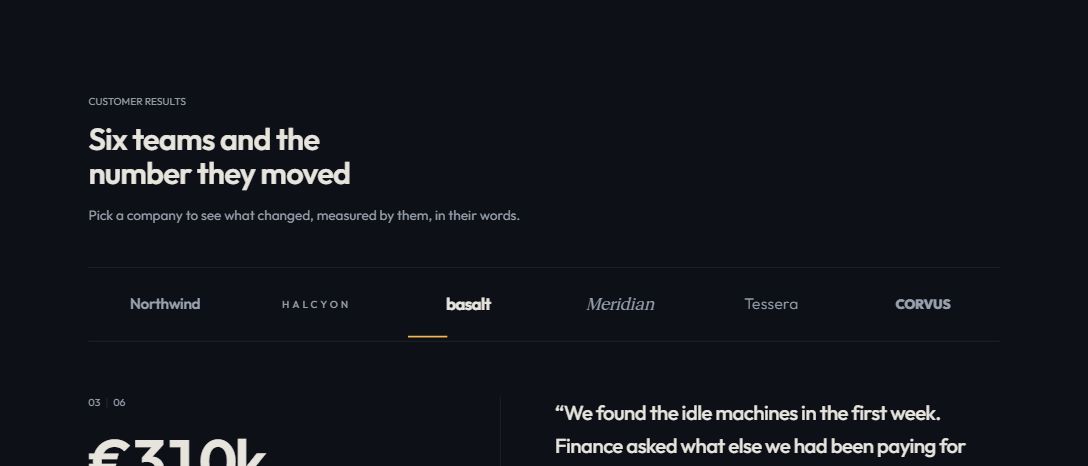 CUSTOMER RESULTS
Six teams and the
number they moved
Pick a company to see what changed, measured by them, in their words.
Northwind HALCYON basalt Meridian Tessera CORVUS
03 | 06
€310k
“We found the idle machines in the first week.
Finance asked what else we had been paying for